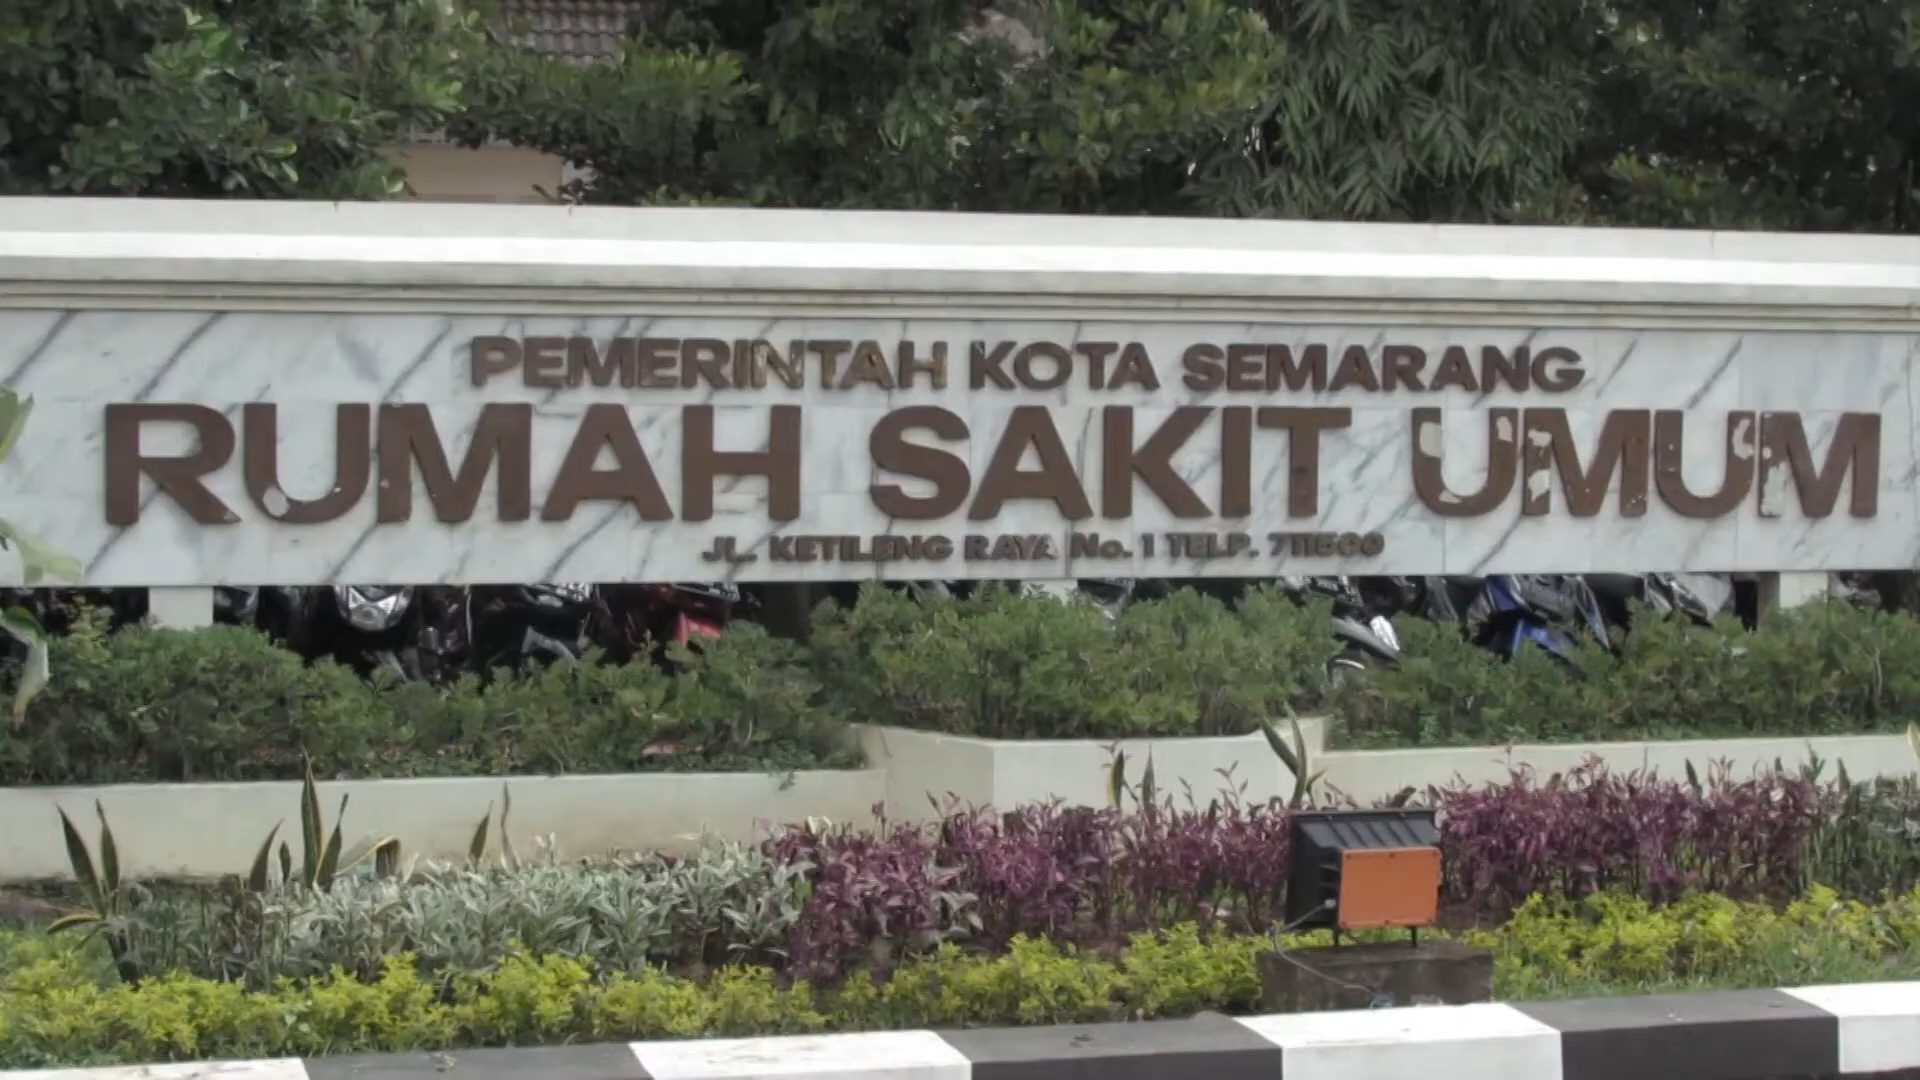 PEMERINTAH KOTA SEMARANG
RUMAH SAKIT UMUM
JL. KETILENG RAYA No. 1 TELP. 711500